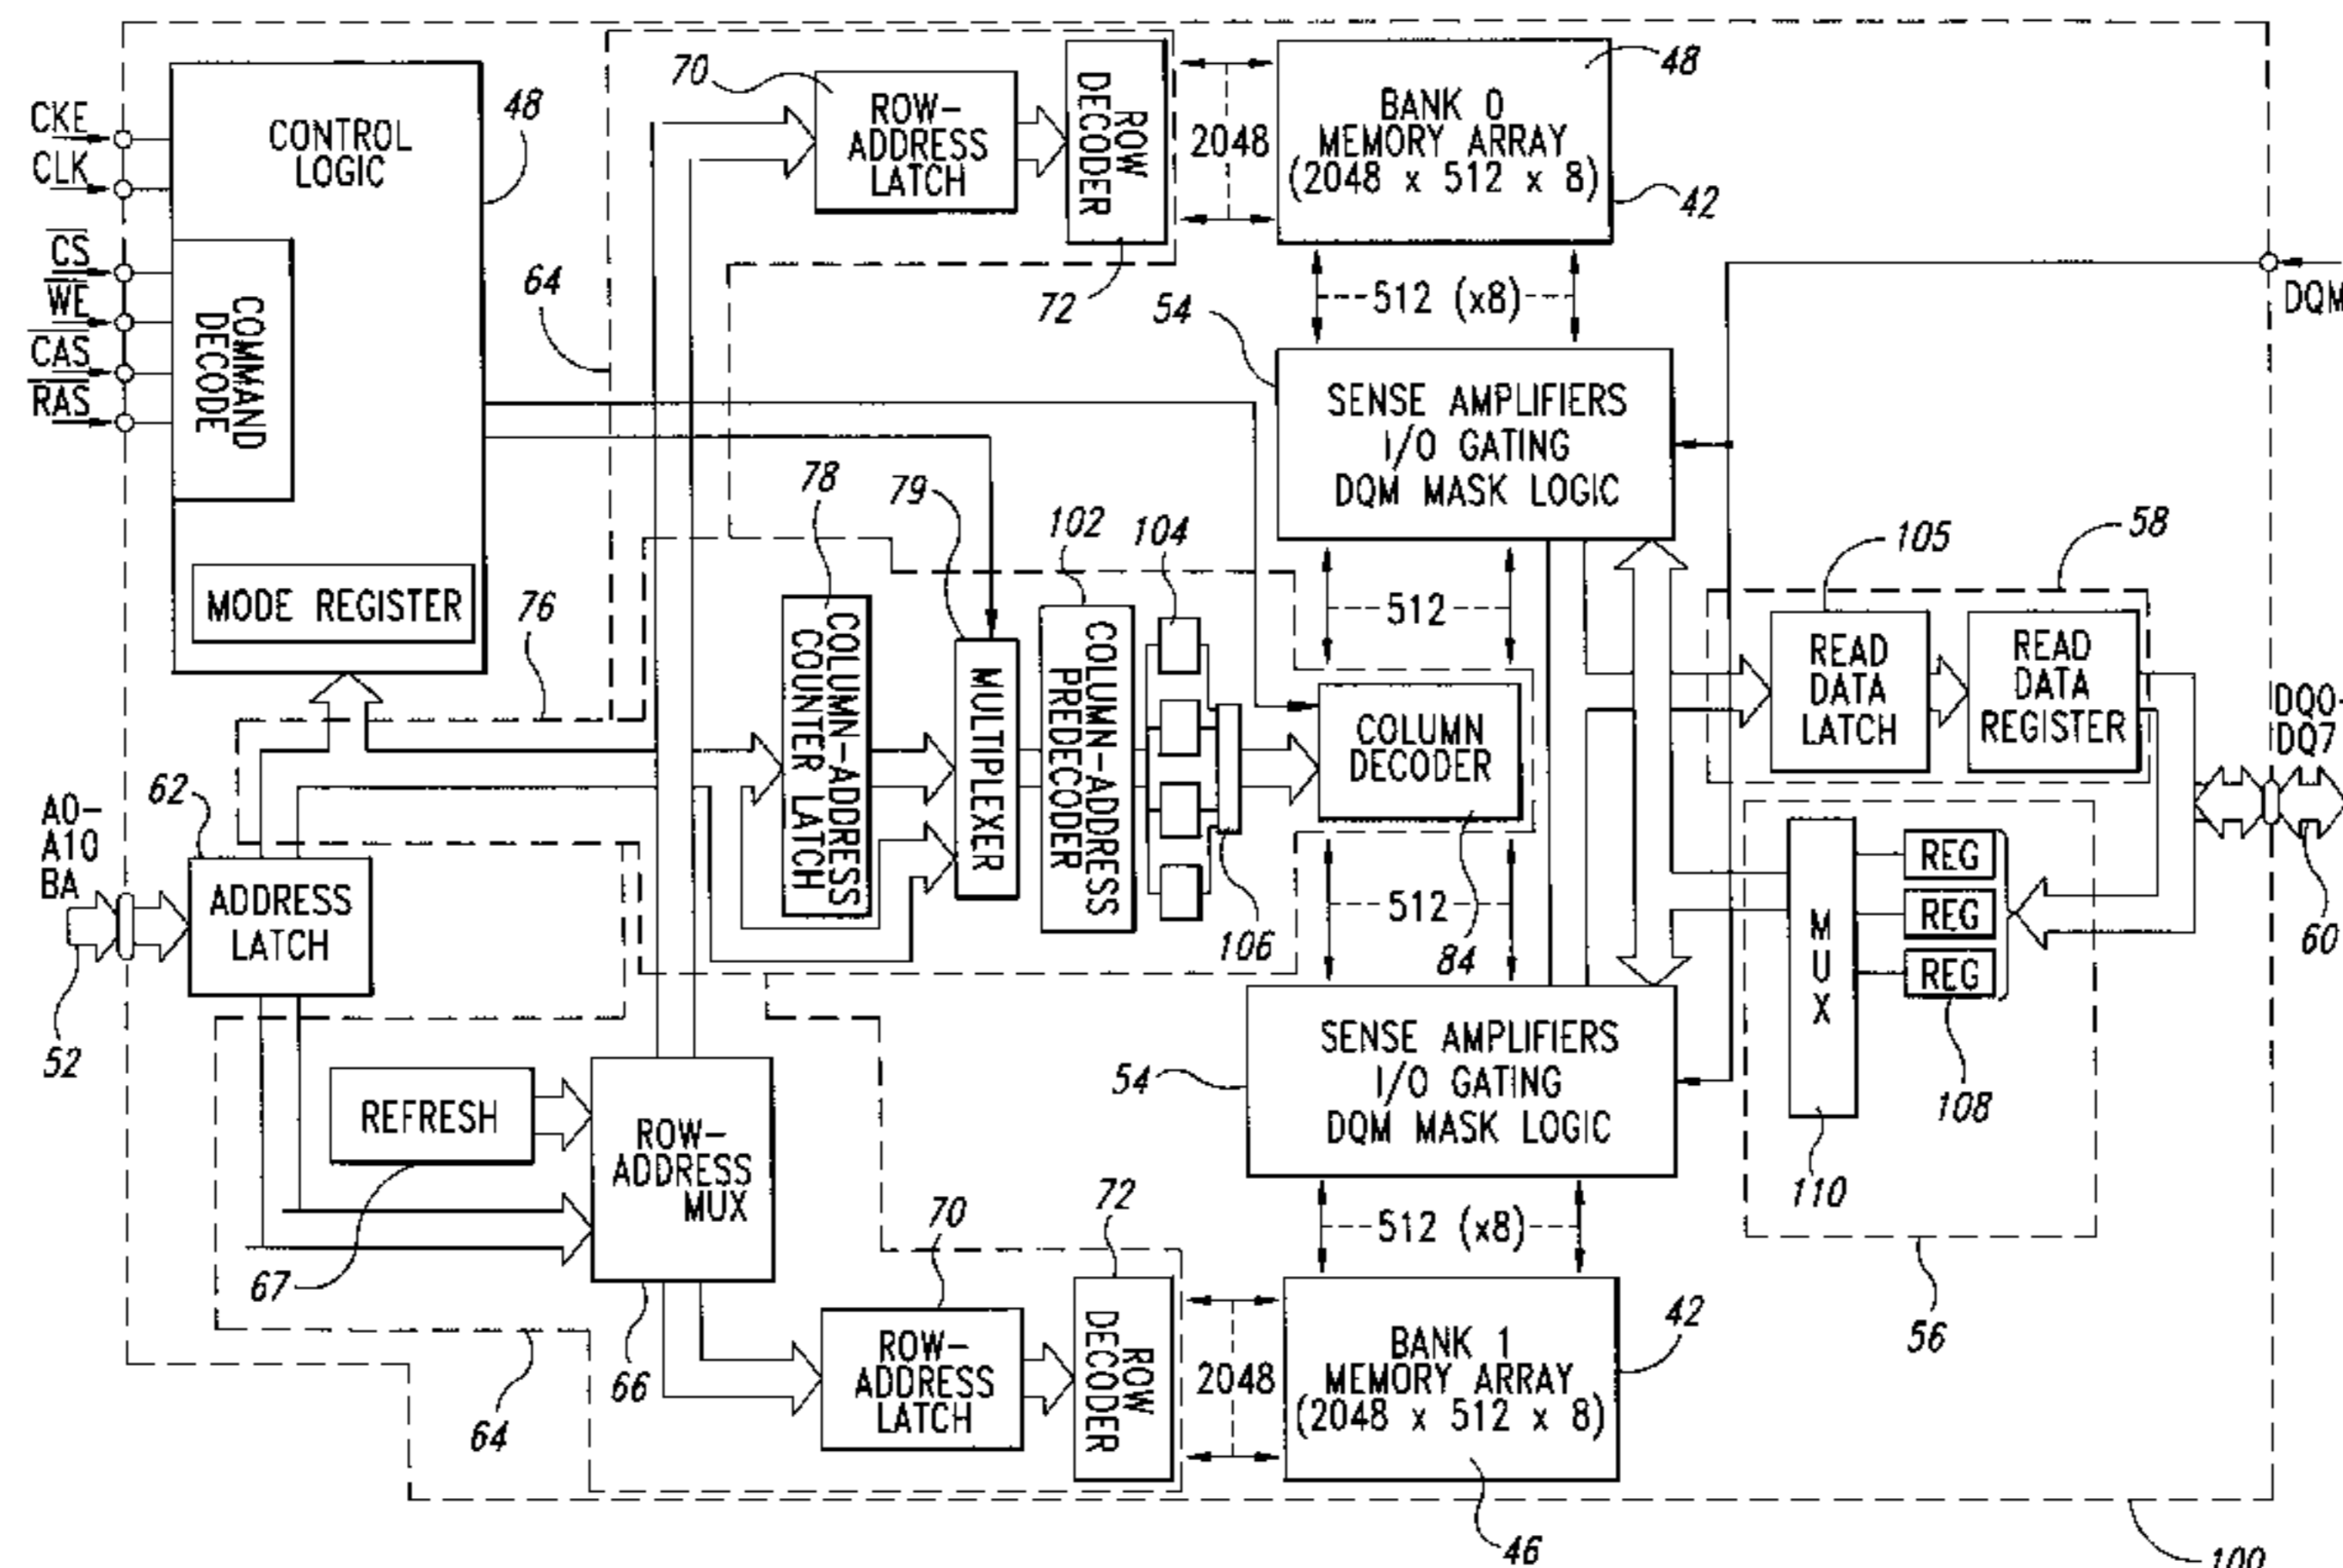 CKE
CLK
CS
WE
CAS
RAS
CONTROL
LOGIC
48
COMMAND
DECODE
MODE REGISTER
76
64
70
ROW-
ADDRESS
LATCH
ROW
DECODER
72
2048
48
BANK 0
MEMORY ARRAY
(2048 x 512 x 8)
42
512 (x8)
54
SENSE AMPLIFIERS
I/O GATING
DQM MASK LOGIC
DQM
78
COLUMN-ADDRESS
COUNTER LATCH
79
MULTIPLEXER
102
COLUMN-ADDRESS
PREDECODER
104
106
512
COLUMN
DECODER
84
512
105
READ
DATA
LATCH
58
READ
DATA
REGISTER
DQ0-
DQ7
60
MUX
REG
REG
REG
108
110
56
A0-
A10
BA
52
62
ADDRESS
LATCH
REFRESH
67
ROW-
ADDRESS
MUX
66
64
54
SENSE AMPLIFIERS
I/O GATING
DQM MASK LOGIC
512 (x8)
70
ROW-
ADDRESS
LATCH
72
ROW
DECODER
2048
BANK 1
MEMORY ARRAY
(2048 x 512 x 8)
42
46
100